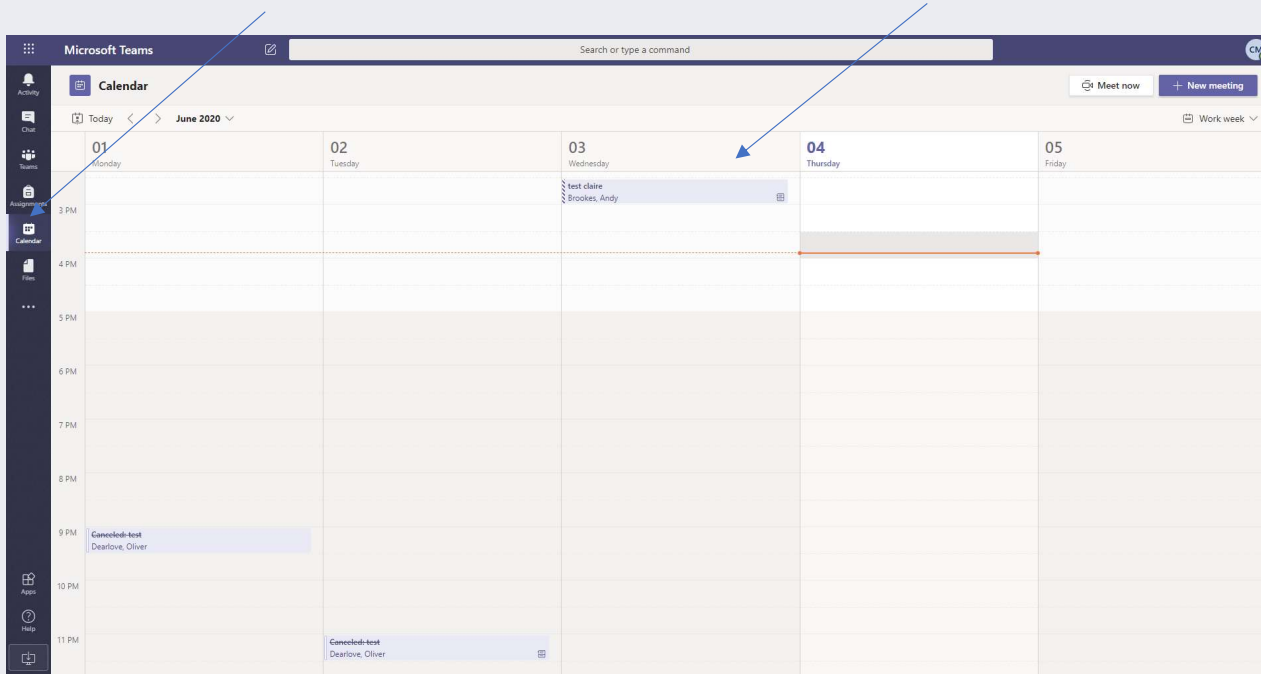 Microsoft Teams
Search or type a command
CM
Activity
Chat
Teams
Assignments
Calendar
Files
Apps
Help
Calendar
Meet now
+ New meeting
Today
June 2020
Work week
01
Monday
02
Tuesday
03
Wednesday
04
Thursday
05
Friday
test claire
Brookes, Andy
3 PM
4 PM
5 PM
6 PM
7 PM
8 PM
9 PM
Canceled: test
Dearlove, Oliver
10 PM
11 PM
Canceled: test
Dearlove, Oliver